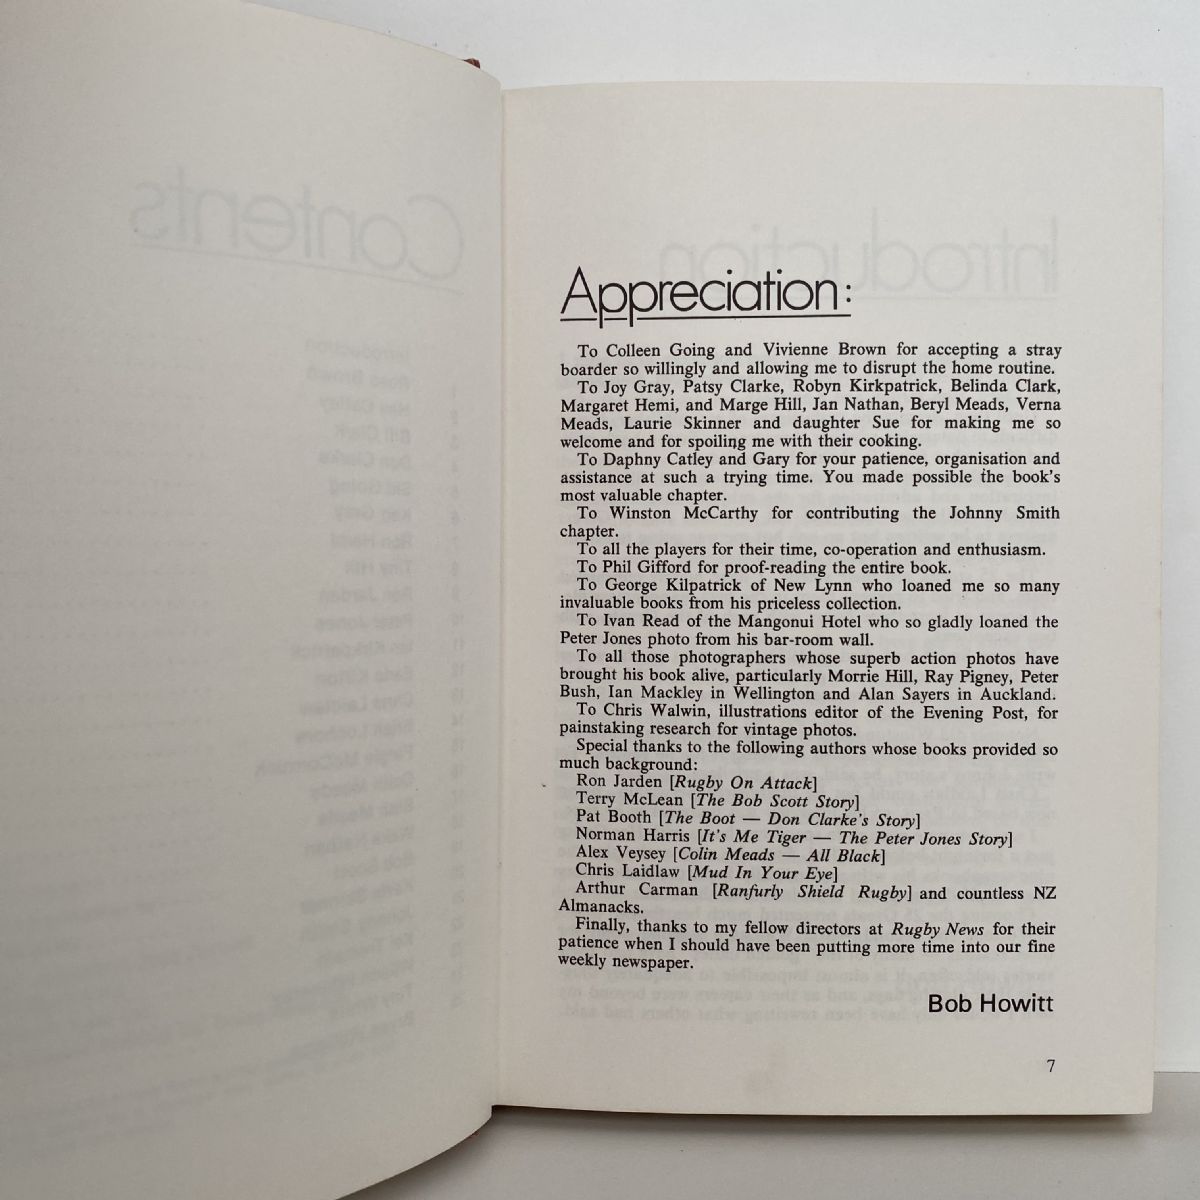 Contents
Introduction
Appreciation:
To Colleen Going and Vivienne Brown for accepting a stray
boarder so willingly and allowing me to disrupt the home routine.
To Joy Gray, Patsy Clarke, Robyn Kirkpatrick, Belinda Clark,
Margaret Hemi, and Marge Hill, Jan Nathan, Beryl Meads, Verna
Meads, Laurie Skinner and daughter Sue for making me so
welcome and for spoiling me with their cooking.
To Daphny Catley and Gary for your patience, organisation and
assistance at such a trying time. You made possible the book's
most valuable chapter.
To Winston McCarthy for contributing the Johnny Smith
chapter.
To all the players for their time, co-operation and enthusiasm.
To Phil Gifford for proof-reading the entire book.
To George Kilpatrick of New Lynn who loaned me so many
invaluable books from his priceless collection.
To Ivan Read of the Mangonui Hotel who so gladly loaned the
Peter Jones photo from his bar-room wall.
To all those photographers whose superb action photos have
brought his book alive, particularly Morrie Hill, Ray Pigney, Peter
Bush, Ian Mackley in Wellington and Alan Sayers in Auckland.
To Chris Walwin, illustrations editor of the Evening Post, for
painstaking research for vintage photos.
Special thanks to the following authors whose books provided so
much background:
Ron Jarden [Rugby On Attack]
Terry McLean [The Bob Scott Story]
Pat Booth [The Boot — Don Clarke's Story]
Norman Harris [It's Me Tiger — The Peter Jones Story]
Alex Veysey [Colin Meads — All Black]
Chris Laidlaw [Mud In Your Eye]
Arthur Carman [Ranfurly Shield Rugby] and countless NZ
Almanacks.
Finally, thanks to my fellow directors at Rugby News for their
patience when I should have been putting more time into our fine
weekly newspaper.
Bob Howitt
7